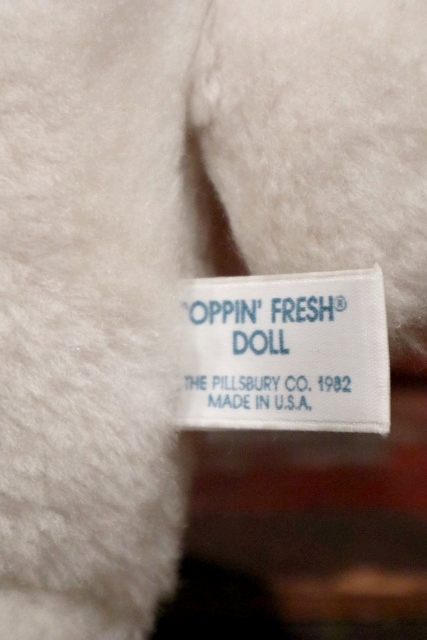 OPPIN' FRESH®
DOLL
THE PILLSBURY CO. 1982
MADE IN U.S.A.